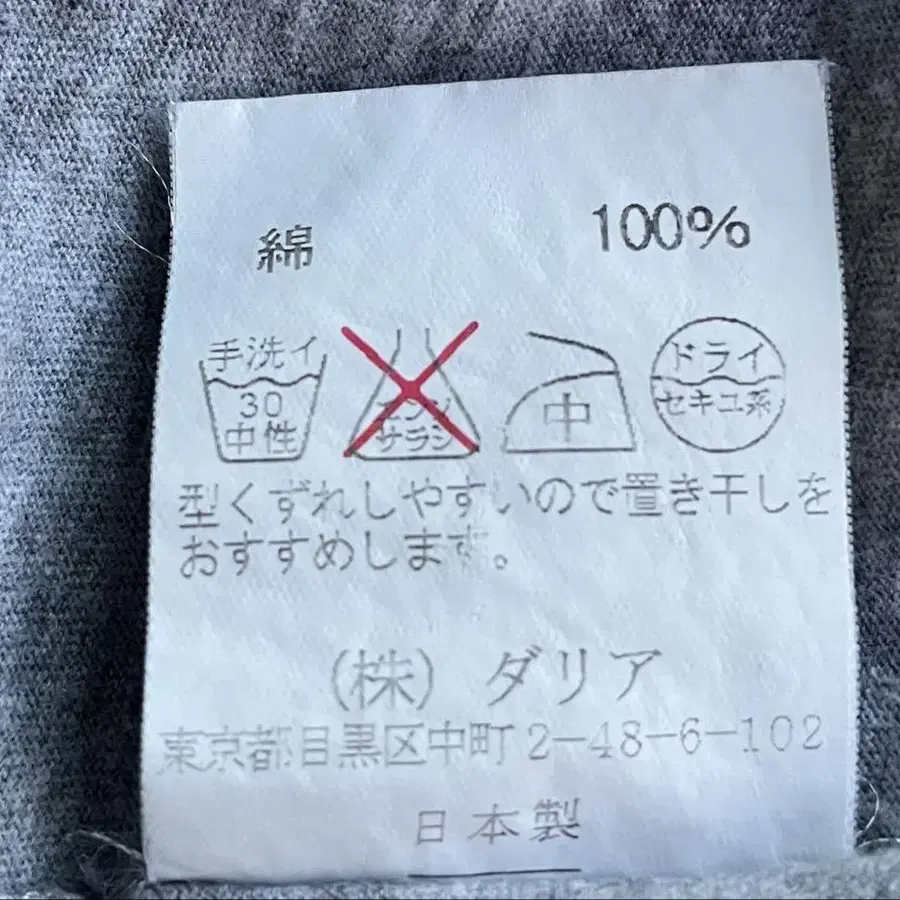 綿 100%
手洗イ
30
中性
エンソ
サラシ
中
ドライ
セキユ系
型くずれしやすいので置き干しを
おすすめします。
(株) ダリア
東京都目黒区中町2-48-6-102
日本製